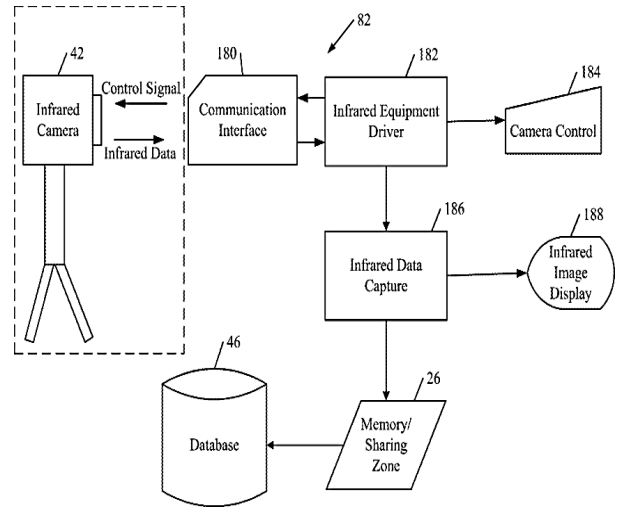 82
42
180
182
184
Control Signal
Infrared
Camera
Infrared Data
Communication
Interface
Infrared Equipment
Driver
Camera Control
186
188
Infrared Data
Capture
Infrared
Image
Display
46
26
Database
Memory/
Sharing
Zone